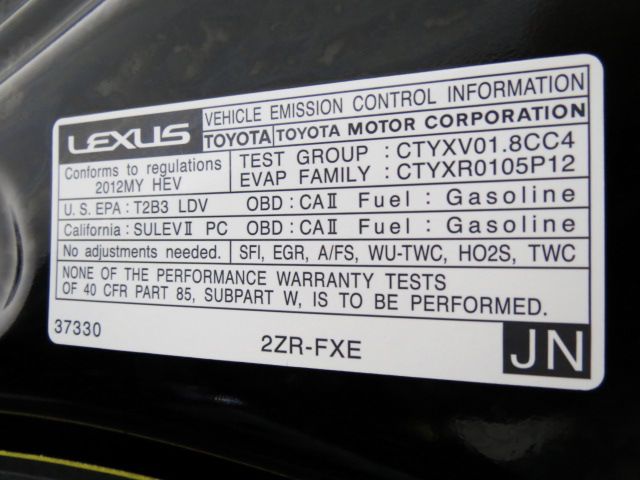 LEXUS
VEHICLE EMISSION CONTROL INFORMATION
TOYOTA TOYOTA MOTOR CORPORATION
Conforms to regulations
2012MY HEV
TEST GROUP : CTYXV01.8CC4
EVAP FAMILY : CTYXR0105P12
U.S. EPA : T2B3 LDV OBD : CAII Fuel : Gasoline
California : SULEVII PC OBD : CAII Fuel : Gasoline
No adjustments needed. SFI, EGR, A/FS, WU-TWC, HO2S, TWC
NONE OF THE PERFORMANCE WARRANTY TESTS
OF 40 CFR PART 85, SUBPART W, IS TO BE PERFORMED.
37330 2ZR-FXE JN